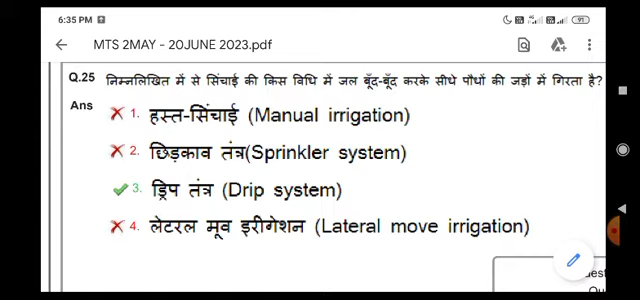 6:35 PM
91
MTS 2MAY - 20JUNE 2023.pdf
Q.25 निम्नलिखित में से सिंचाई की किस विधि में जल बूँद-बूँद करके सीधे पौधों की जड़ों में गिरता है?
Ans 1. हस्त-सिंचाई (Manual irrigation)
2. छिड़काव तंत्र(Sprinkler system)
3. ड्रिप तंत्र (Drip system)
4. लेटरल मूव इरीगेशन (Lateral move irrigation)